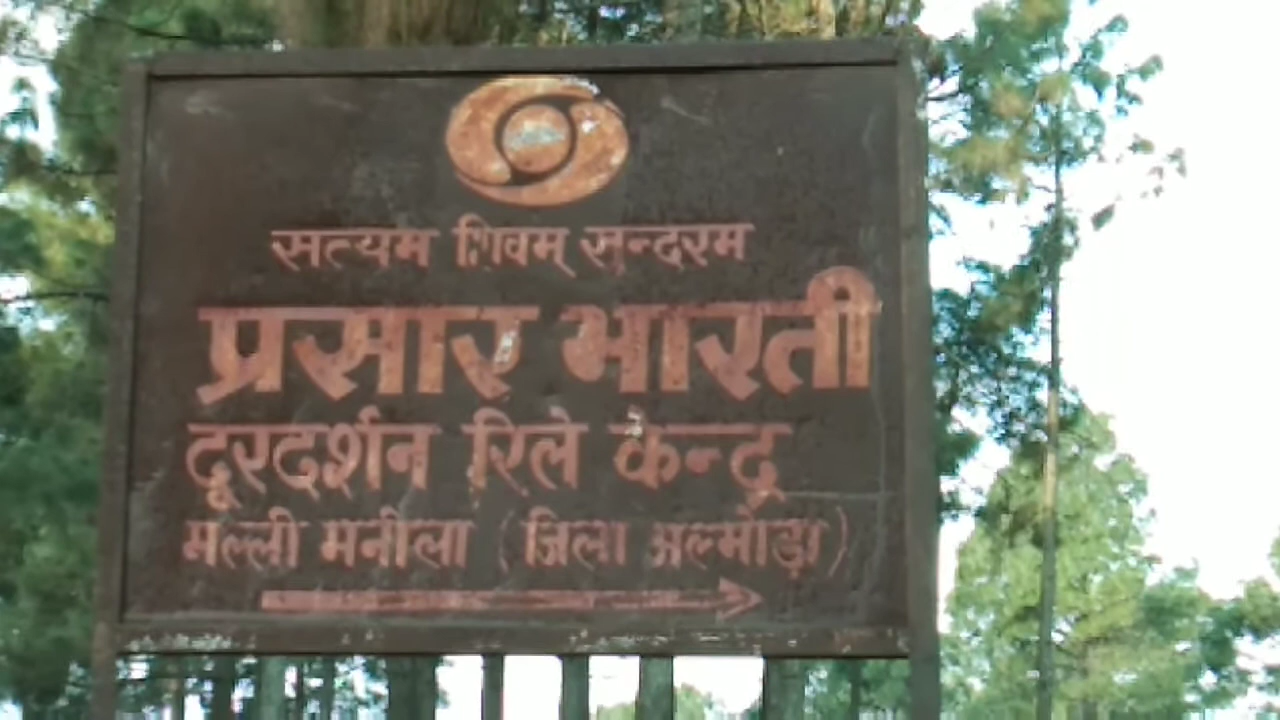 सत्यम शिवम् सुन्दरम
प्रसार भारती
दूरदर्शन रिले केन्द्र
मल्ली मनीला (जिला अल्मोड़ा)